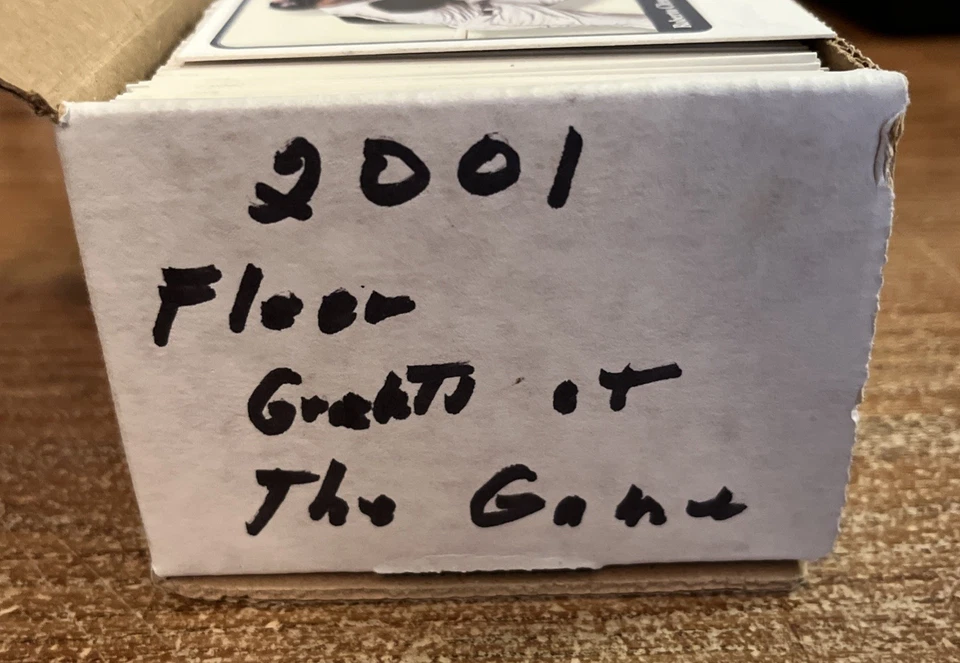 2001
Fleer
Greats of
The Game